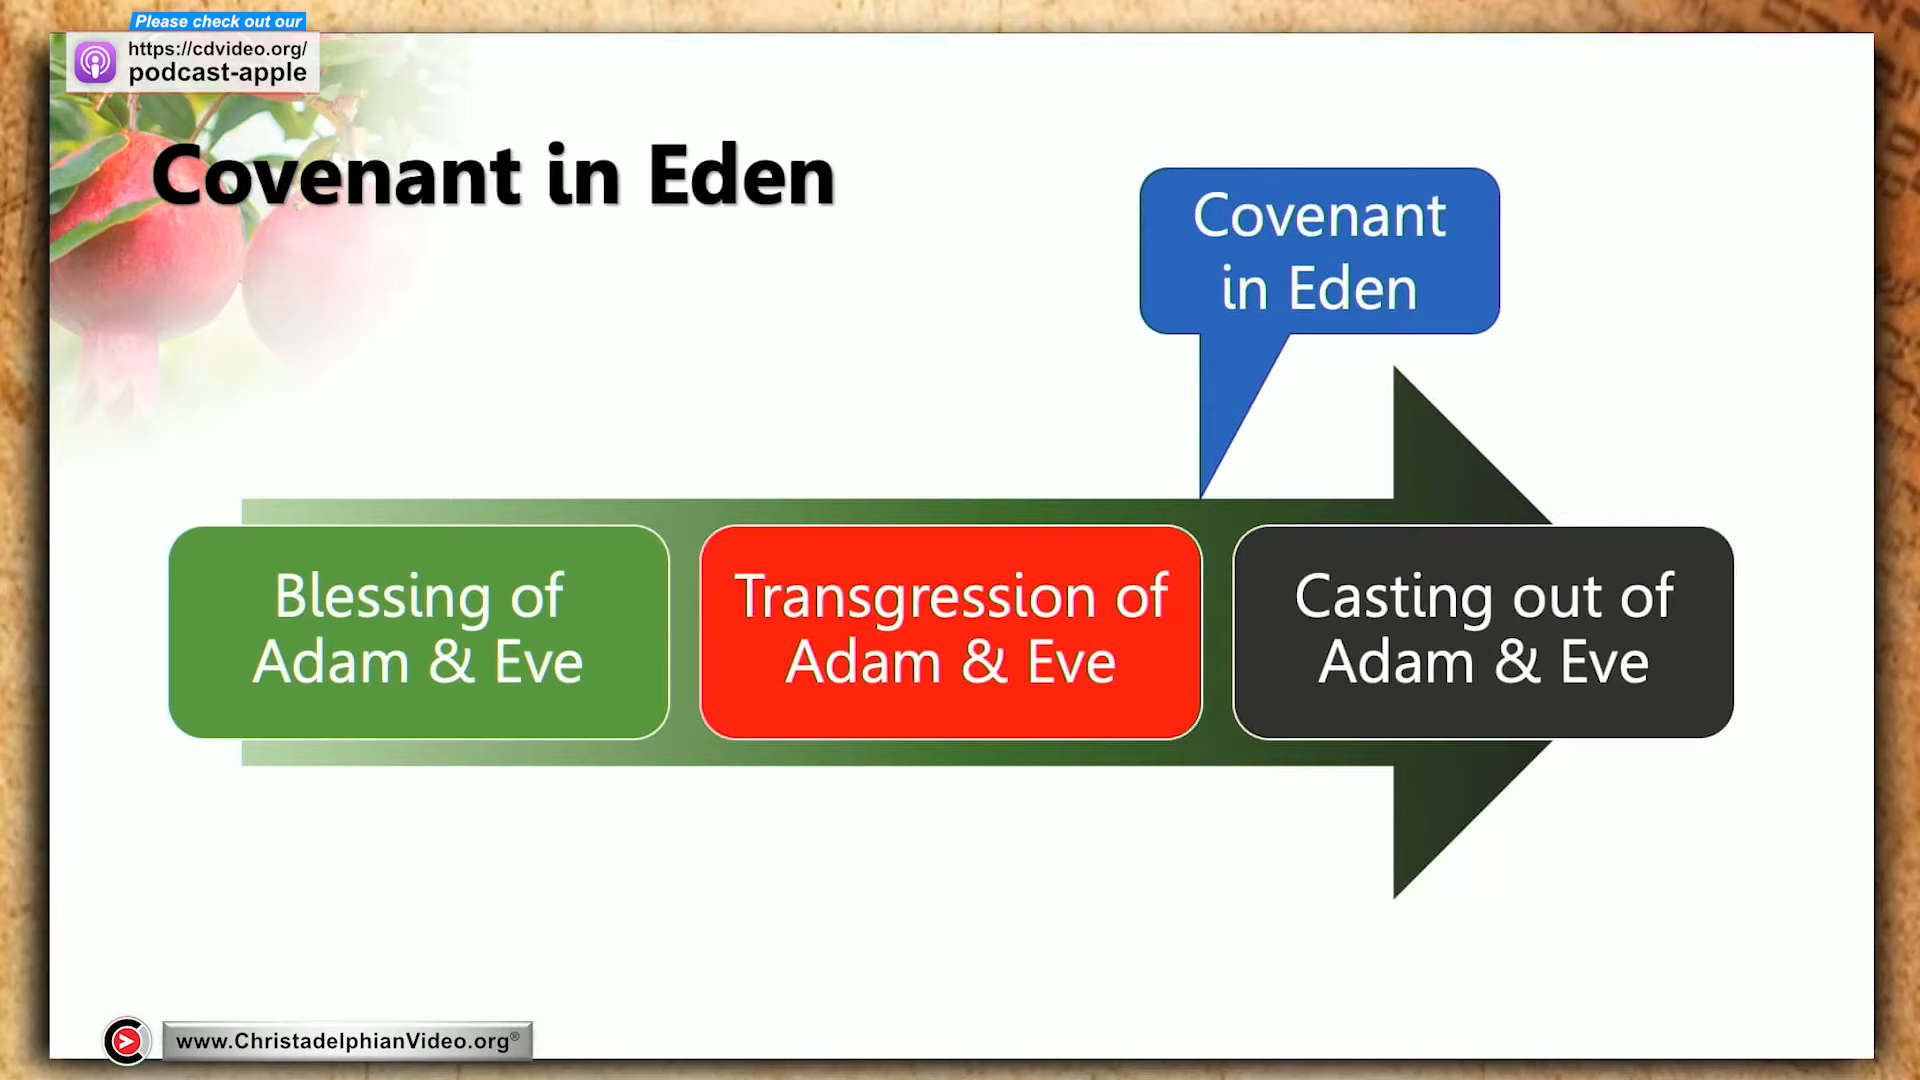 Please check out our
https://cdvideo.org/
podcast-apple
Covenant in Eden
Covenant
in Eden
Blessing of
Adam & Eve
Transgression of
Adam & Eve
Casting out of
Adam & Eve
www.ChristadelphianVideo.org®